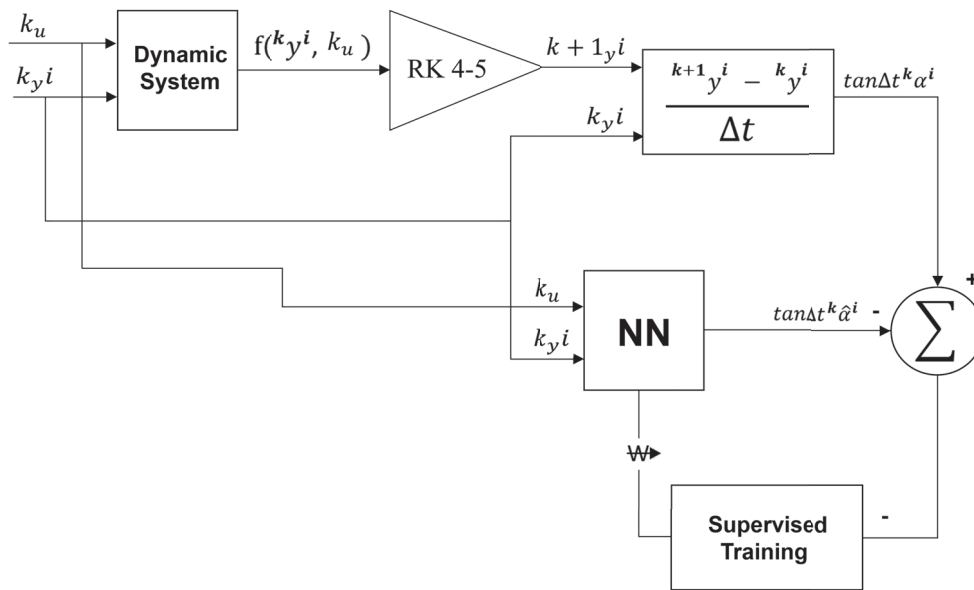 k_u
k_y i
Dynamic
System
f(^k y^i, k_u )
RK 4-5
k + 1_y i
k_y i
^{k+1} y^i − ^k y^i
Δt
tanΔt^k α^i
+
k_u
k_y i
NN
tanΔt^k α̂^i -
∑
W
Supervised
Training
-